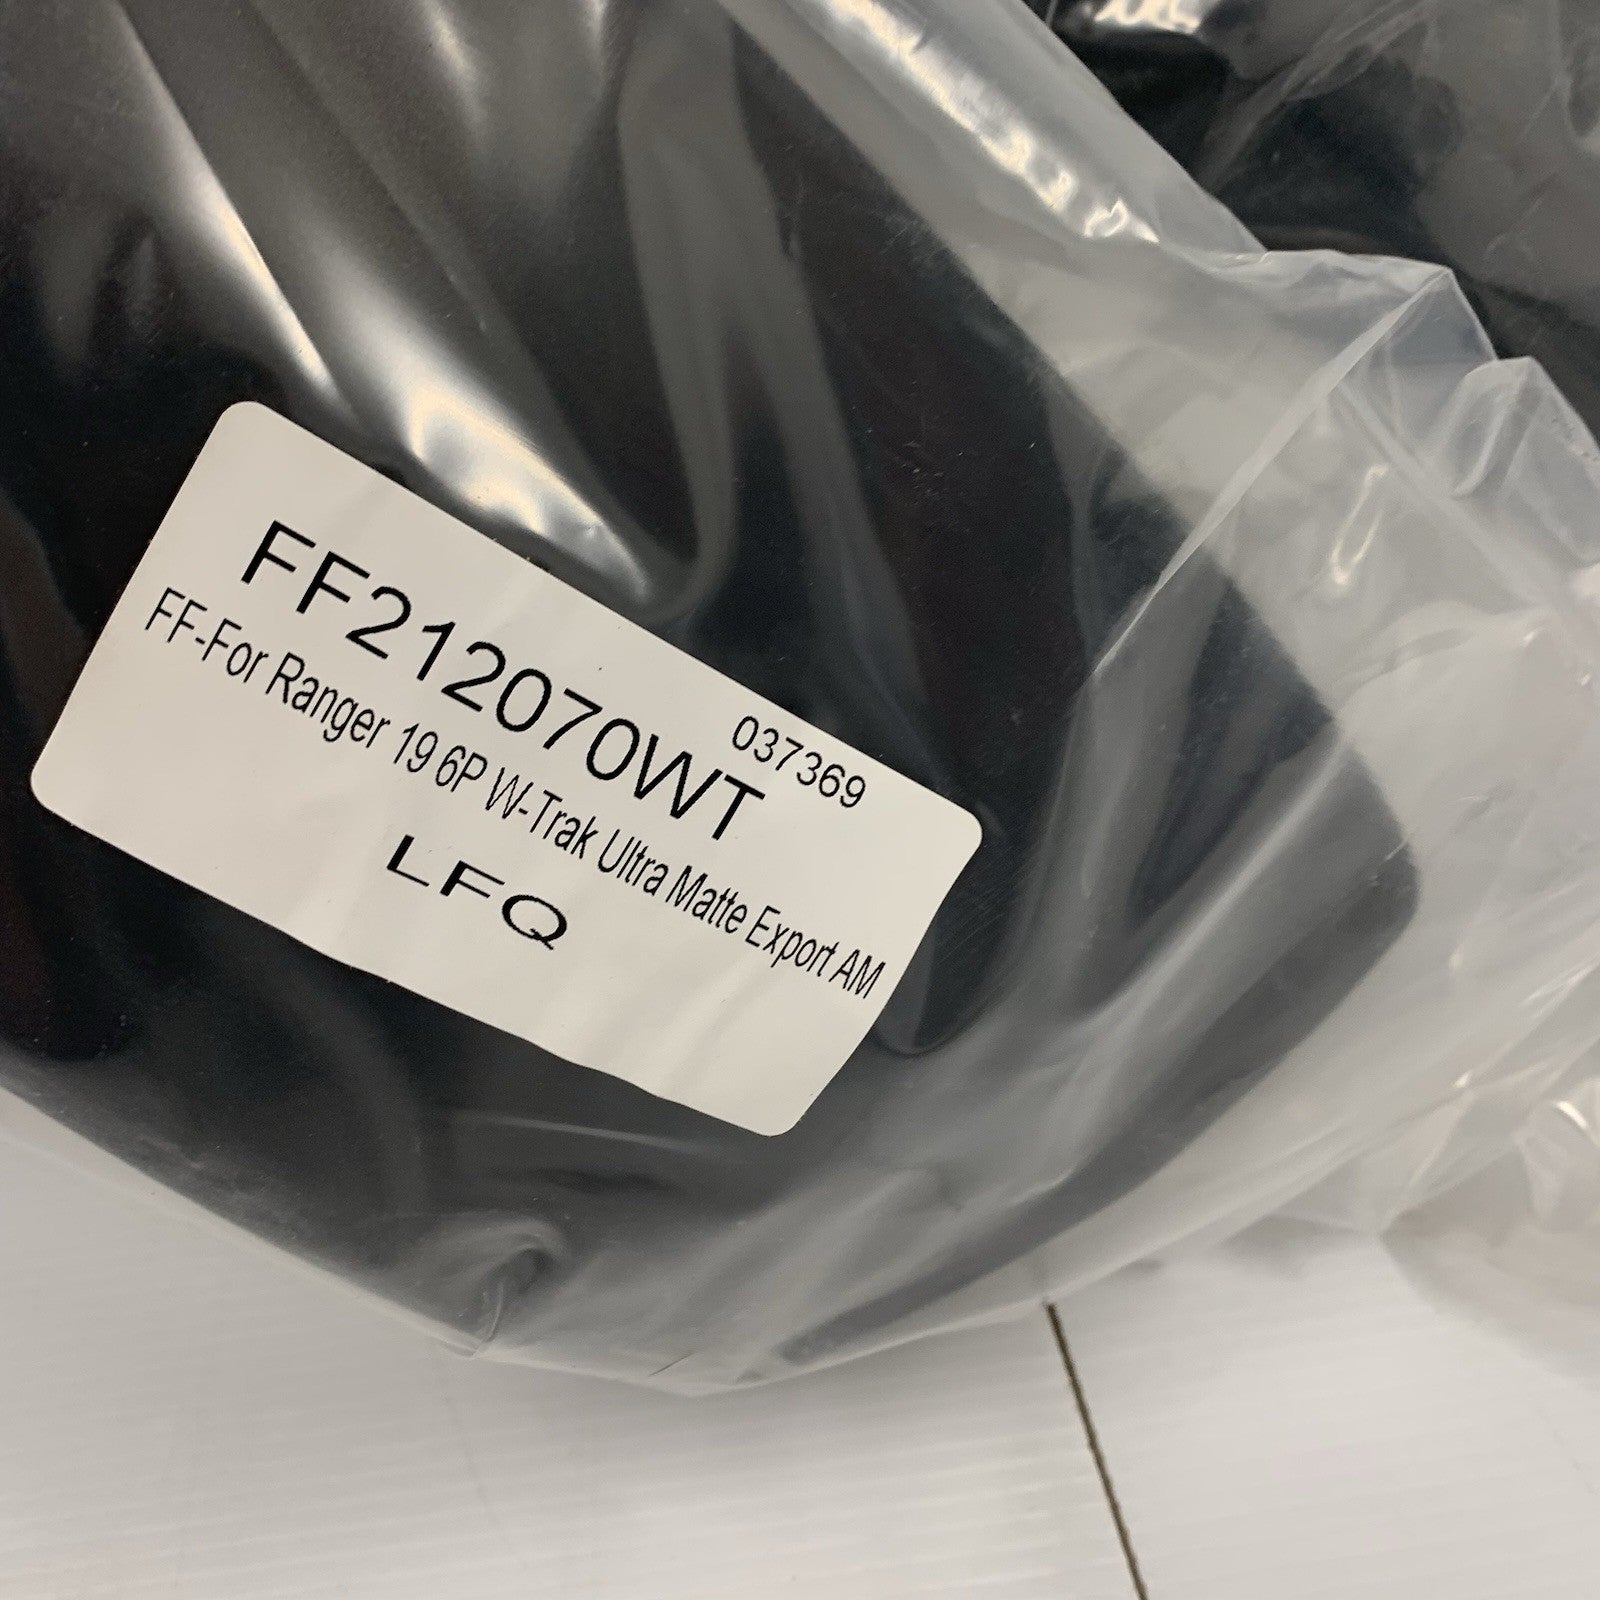 FF212070WT
037369
FF-For Ranger 19 6P W-Trak Ultra Matte Export AM
LFQ